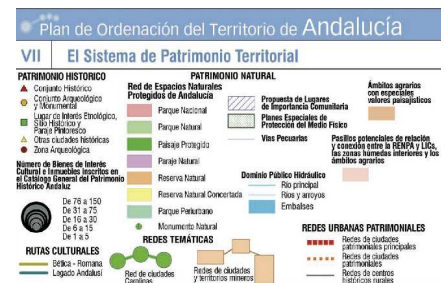 Plan de Ordenación del Territorio de Andalucía
VII El Sistema de Patrimonio Territorial
PATRIMONIO HISTORICO
Conjunto Histórico
Conjunto Arqueológico
y Monumental
Lugar de Interés Etnológico,
Sitio Histórico y
Paraje Pintoresco
Otras ciudades históricas
Zona Arqueológica
Número de Bienes de Interés
Cultural e Inmuebles inscritos en
el Catálogo General del Patrimonio
Histórico Andaluz
De 76 a 150
De 31 a 75
De 16 a 30
De 6 a 15
De 1 a 5
RUTAS CULTURALES
Bética - Romana
Legado Andalusí
PATRIMONIO NATURAL
Red de Espacios Naturales
Protegidos de Andalucía
Parque Nacional
Parque Natural
Paisaje Protegido
Paraje Natural
Reserva Natural
Reserva Natural Concertada
Parque Periurbano
Monumento Natural
Propuesta de Lugares
de Importancia Comunitaria
Planes Especiales de
Protección del Medio Físico
Vías Pecuarias
Dominio Público Hidráulico
Río principal
Ríos y arroyos
Embalses
Ámbitos agrarios
con especiales
valores paisajísticos
Pasillos potenciales de relación
y conexión entre la RENPA y LICs,
las zonas húmedas interiores y los
ámbitos agrarios
REDES TEMÁTICAS
Red de ciudades
Carolinas
Redes de ciudades
y territorios mineros
REDES URBANAS PATRIMONIALES
Redes de ciudades
patrimoniales principales
Redes de ciudades
patrimoniales
Redes de centros
históricos rurales